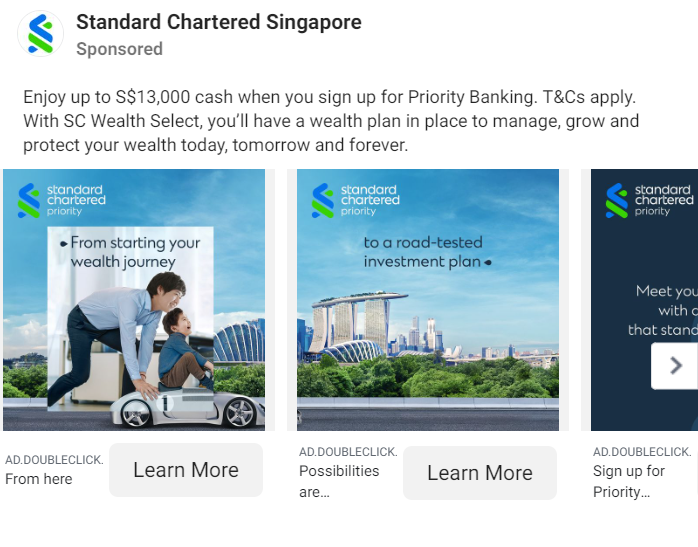 Standard Chartered Singapore
Sponsored
Enjoy up to S$13,000 cash when you sign up for Priority Banking. T&Cs apply.
With SC Wealth Select, you'll have a wealth plan in place to manage, grow and
protect your wealth today, tomorrow and forever.
standard
chartered
priority
From starting your
wealth journey
standard
chartered
priority
to a road-tested
investment plan
standard
chartered
priority
Meet you
with
that stand
AD.DOUBLECLICK.
From here
Learn More
AD.DOUBLECLICK.
Possibilities
are...
Learn More
AD.DOUBLECLICK.
Sign up for
Priority...